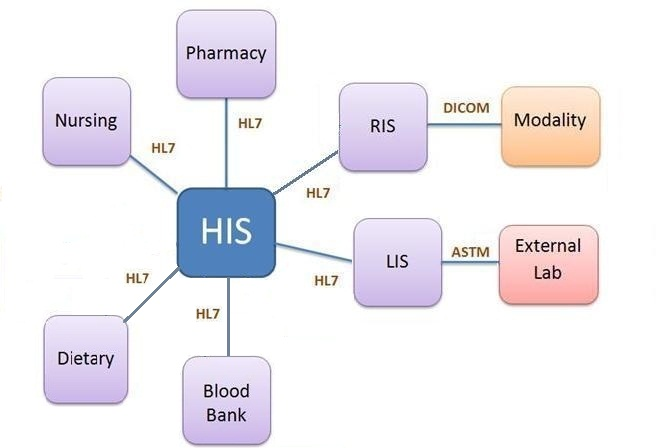 Pharmacy
Nursing
HL7
HL7
RIS
DICOM
Modality
HL7
HIS
LIS
ASTM
External
Lab
HL7
HL7
HL7
Dietary
Blood
Bank